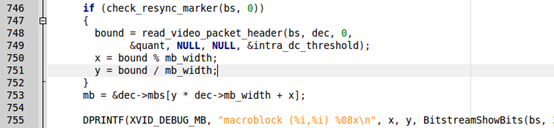 746 if (check_resync_marker(bs, 0))
747 {
748 bound = read_video_packet_header(bs, dec, 0,
749 &quant, NULL, NULL, &intra_dc_threshold);
750 x = bound % mb_width;
751 y = bound / mb_width;
752 }
753 mb = &dec->mbs[y * dec->mb_width + x];
754
755 DPRINTF(XVID_DEBUG_MB, "macroblock (%i,%i) %08x\n", x, y, BitstreamShowBits(bs,